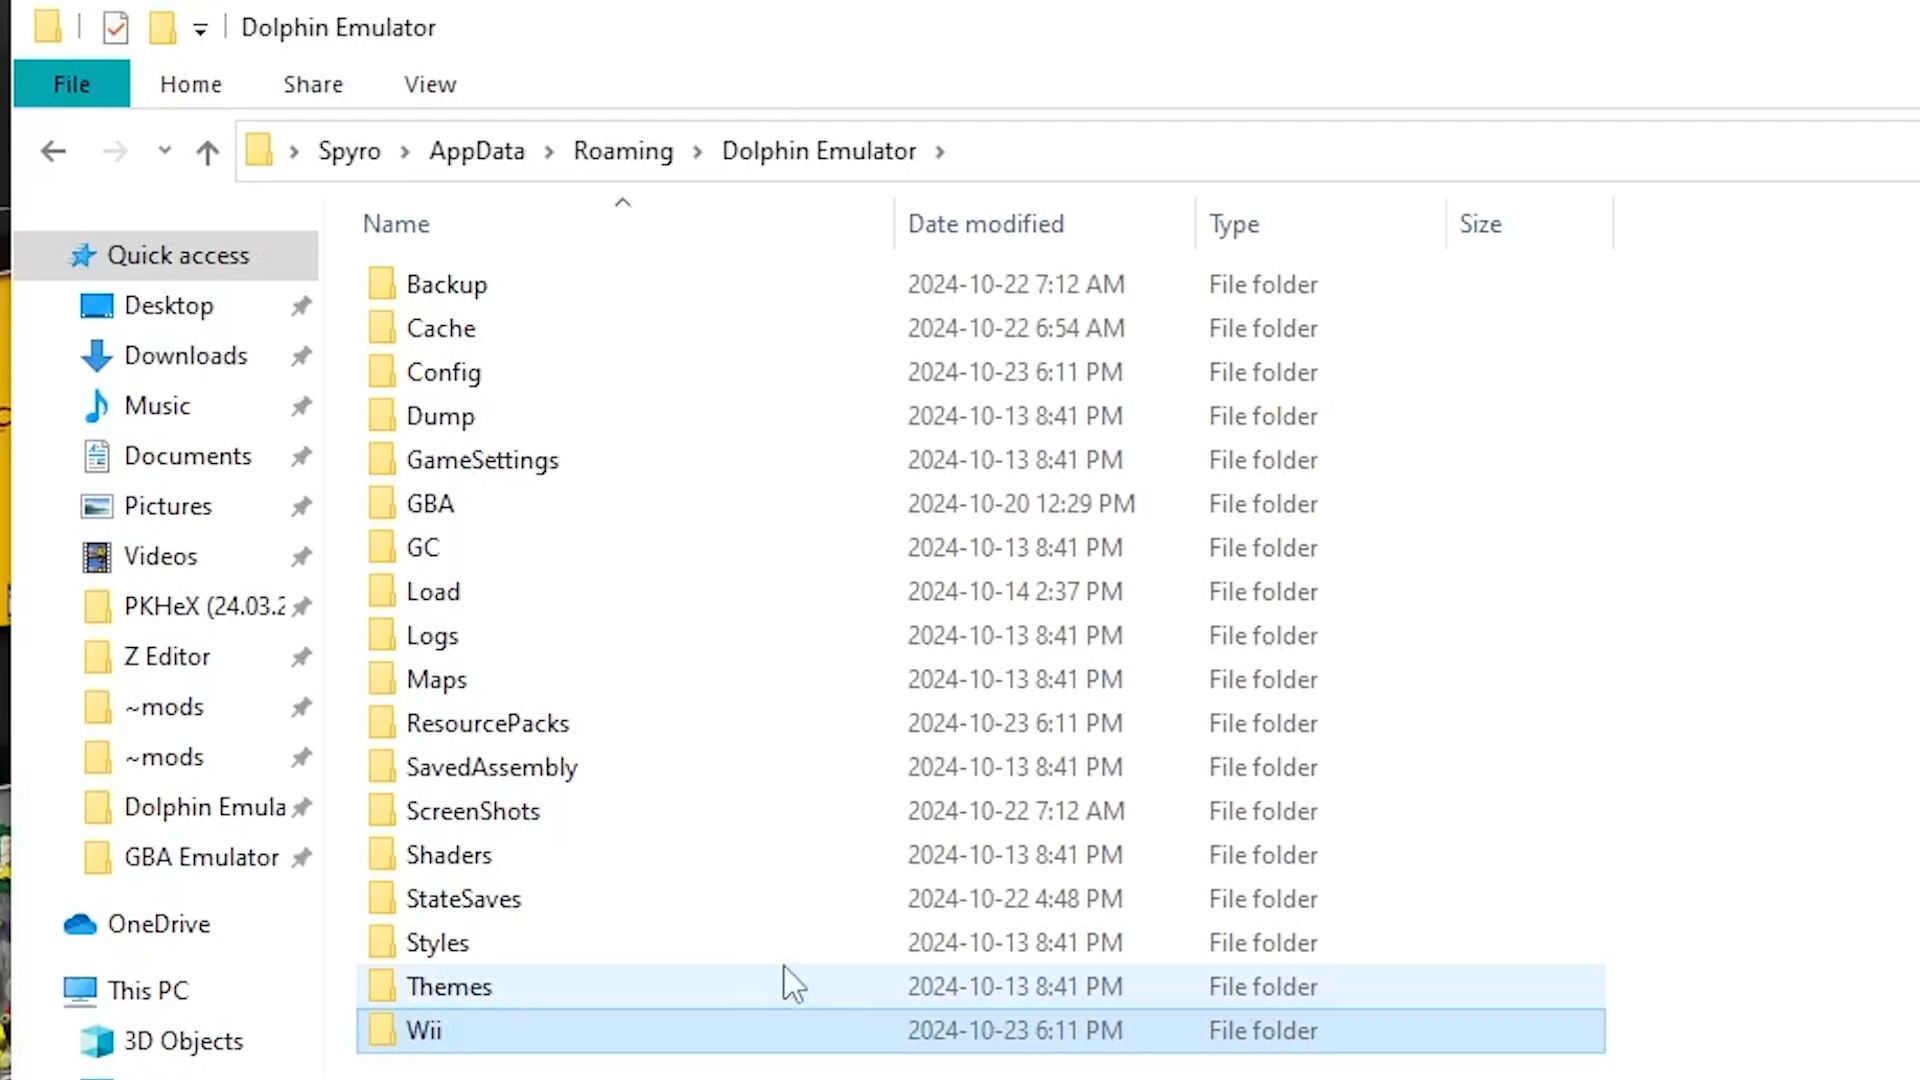 Dolphin Emulator
File Home Share View
Spyro AppData Roaming Dolphin Emulator
Name Date modified Type Size
Quick access
Desktop
Downloads
Music
Documents
Pictures
Videos
PKHeX (24.03.2
Z Editor
~mods
~mods
Dolphin Emula
GBA Emulator
OneDrive
This PC
3D Objects
Backup 2024-10-22 7:12 AM File folder
Cache 2024-10-22 6:54 AM File folder
Config 2024-10-23 6:11 PM File folder
Dump 2024-10-13 8:41 PM File folder
GameSettings 2024-10-13 8:41 PM File folder
GBA 2024-10-20 12:29 PM File folder
GC 2024-10-13 8:41 PM File folder
Load 2024-10-14 2:37 PM File folder
Logs 2024-10-13 8:41 PM File folder
Maps 2024-10-13 8:41 PM File folder
ResourcePacks 2024-10-23 6:11 PM File folder
SavedAssembly 2024-10-13 8:41 PM File folder
ScreenShots 2024-10-22 7:12 AM File folder
Shaders 2024-10-13 8:41 PM File folder
StateSaves 2024-10-22 4:48 PM File folder
Styles 2024-10-13 8:41 PM File folder
Themes 2024-10-13 8:41 PM File folder
Wii 2024-10-23 6:11 PM File folder